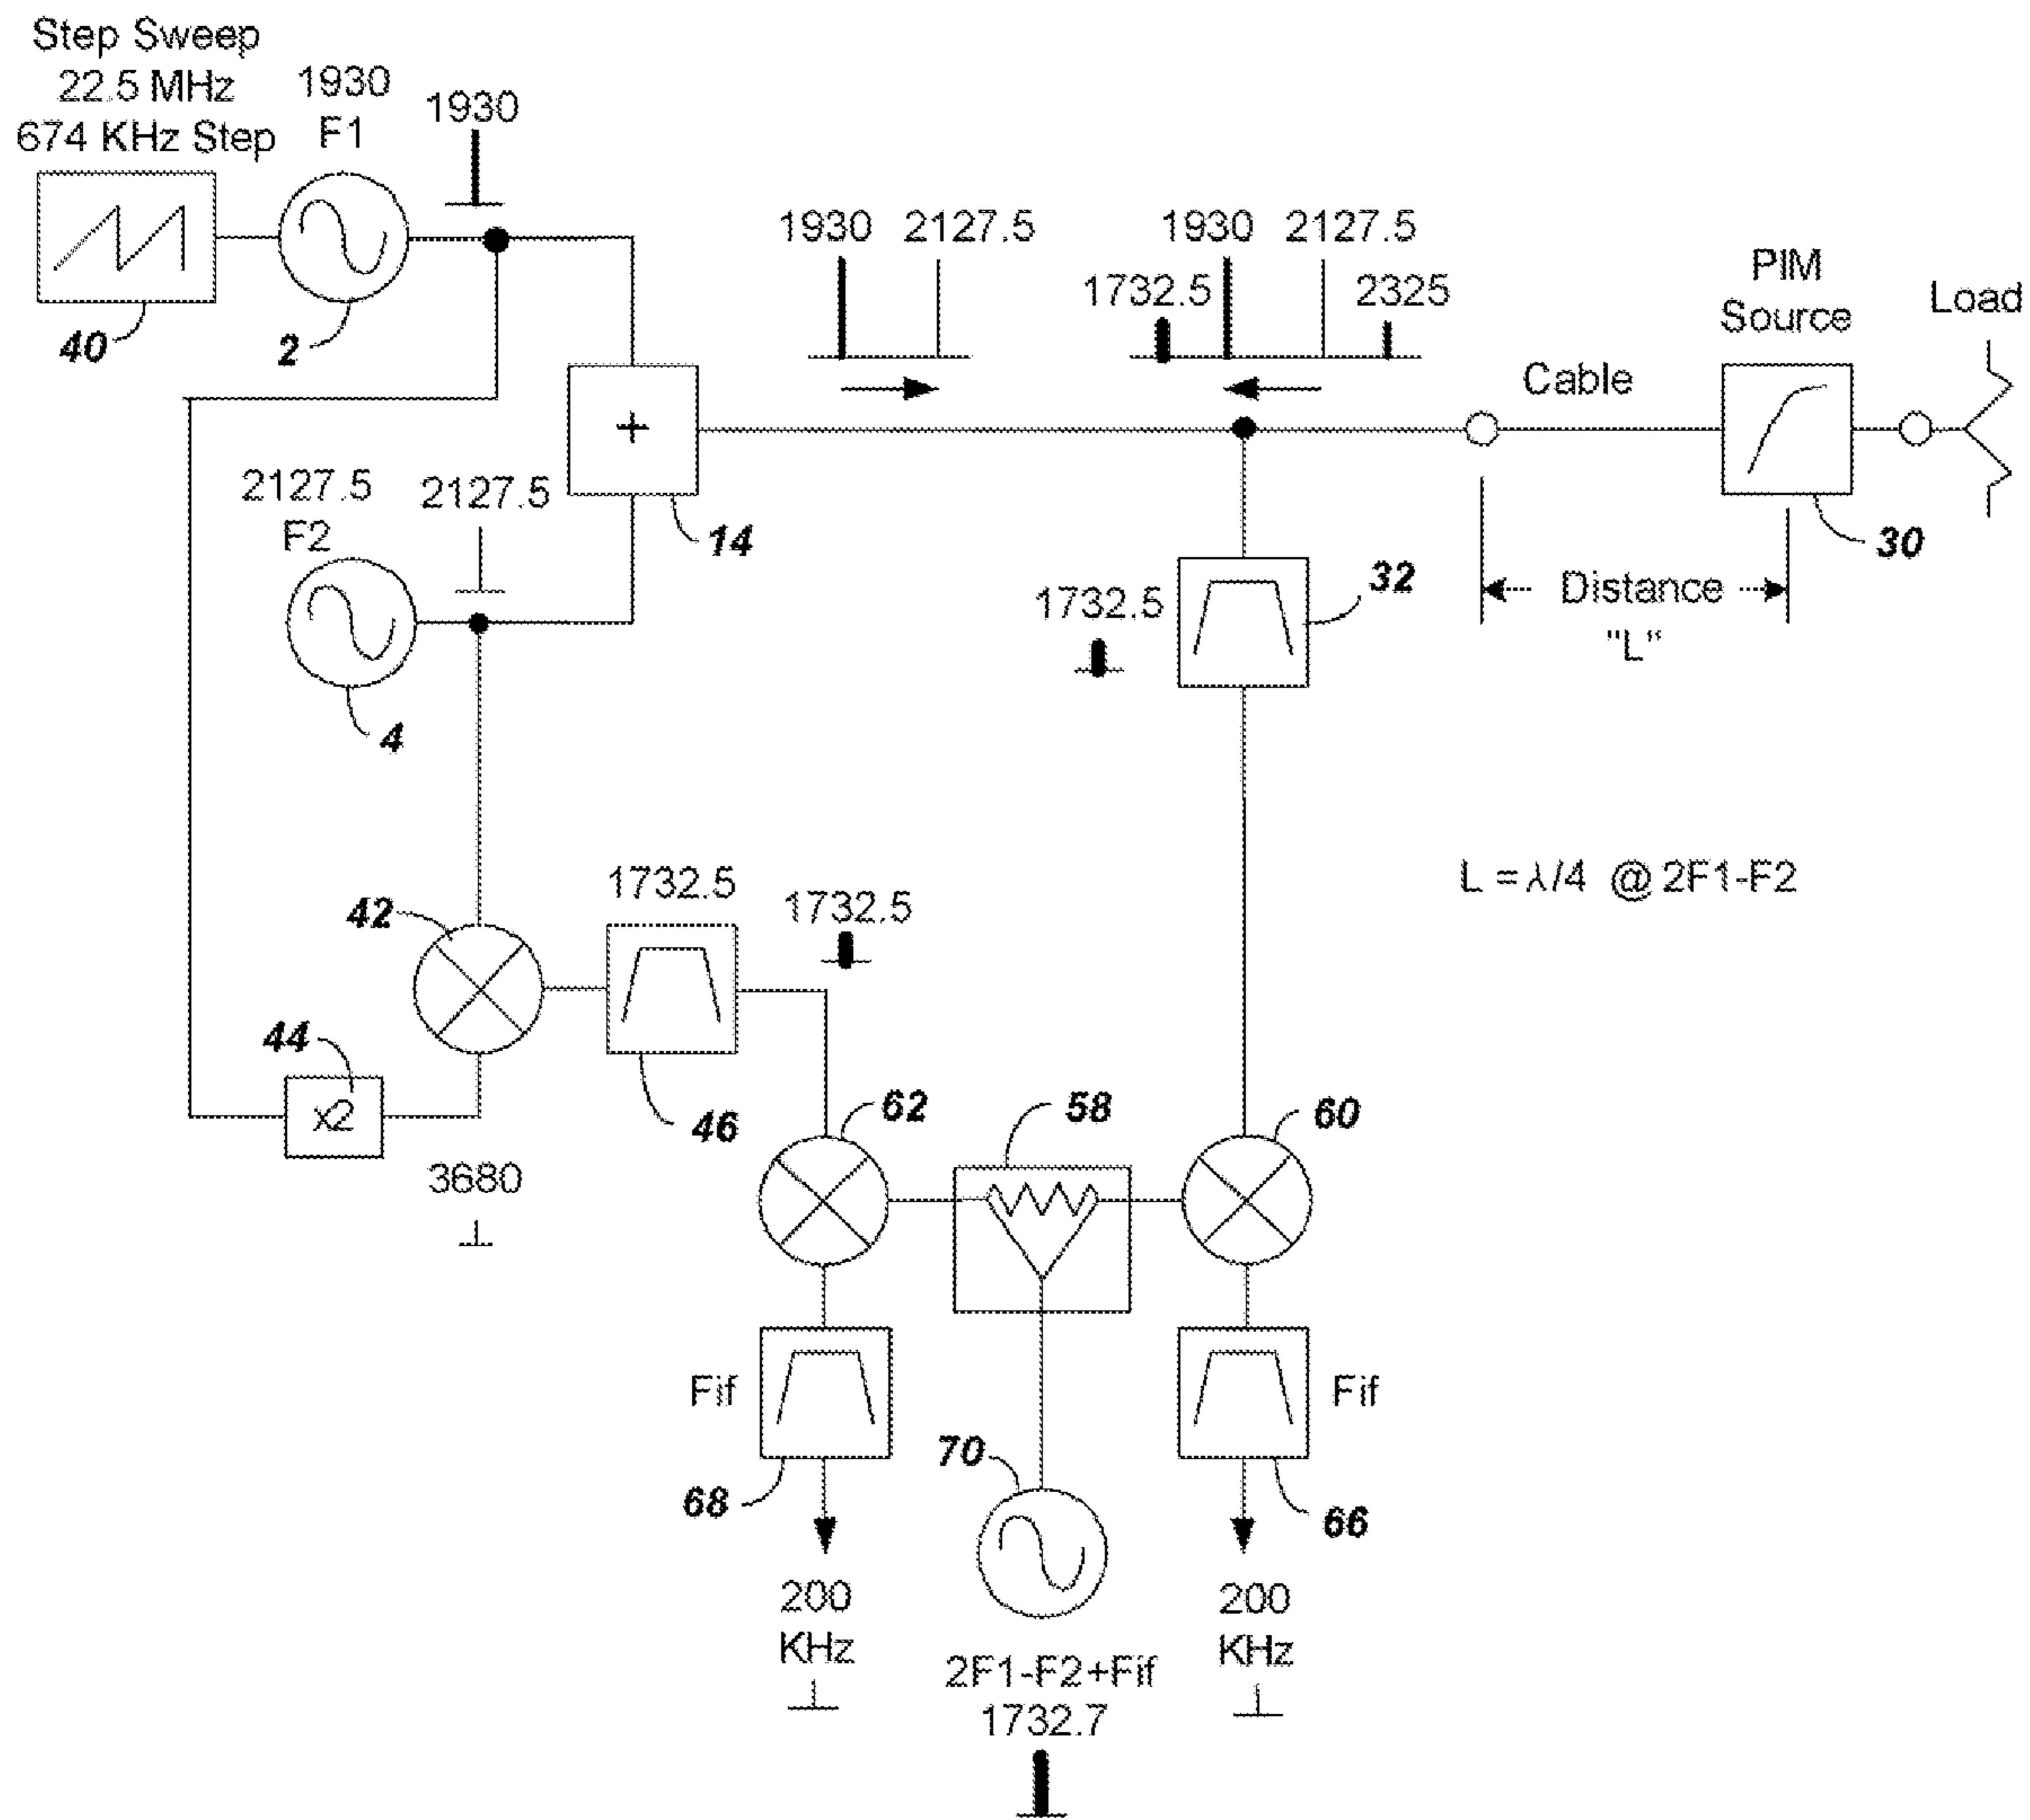 Step Sweep
22.5 MHz
674 KHz Step
1930
F1
1930
40
2
1930
2127.5
1930
2127.5
1732.5
2325
PIM
Source
Load
Cable
+
14
30
2127.5
F2
2127.5
4
1732.5
32
Distance
"L"
L = λ/4 @ 2F1-F2
42
1732.5
1732.5
44
x2
46
3680
62
58
60
Fif
Fif
68
70
66
200
KHz
200
KHz
2F1-F2+Fif
1732.7